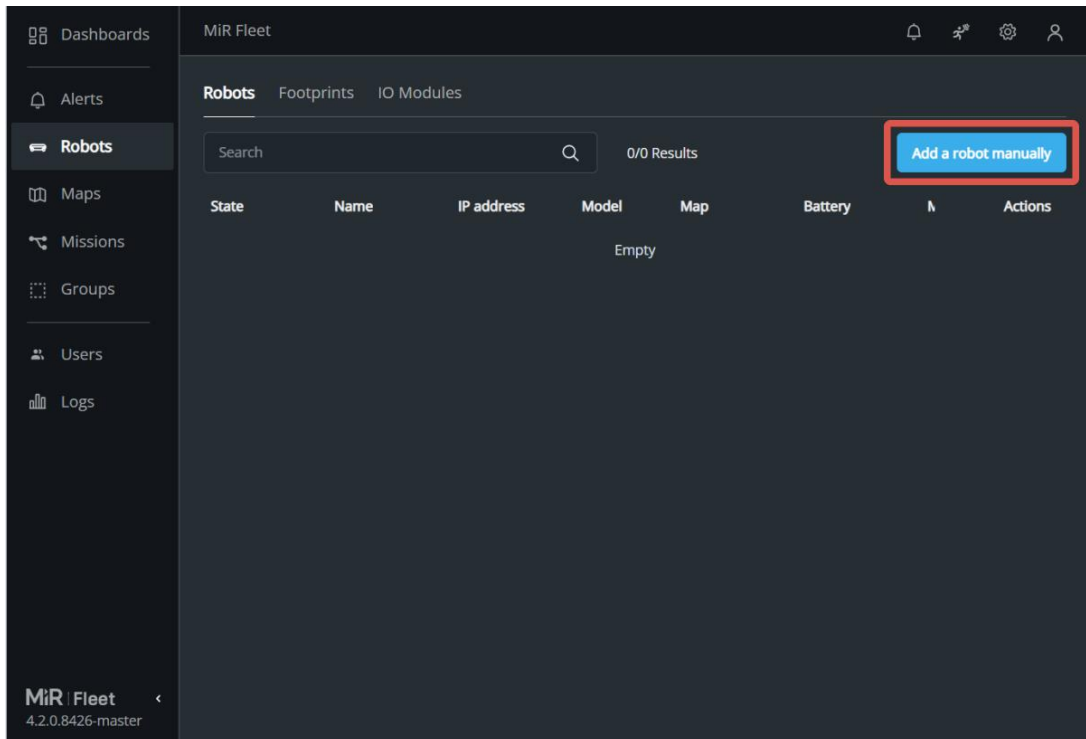 Dashboards
MiR Fleet
Alerts
Robots
Maps
Missions
Groups
Users
Logs
Robots Footprints IO Modules
Search
0/0 Results
Add a robot manually
State Name IP address Model Map Battery Actions
Empty
MiR Fleet
4.2.0.8426-master